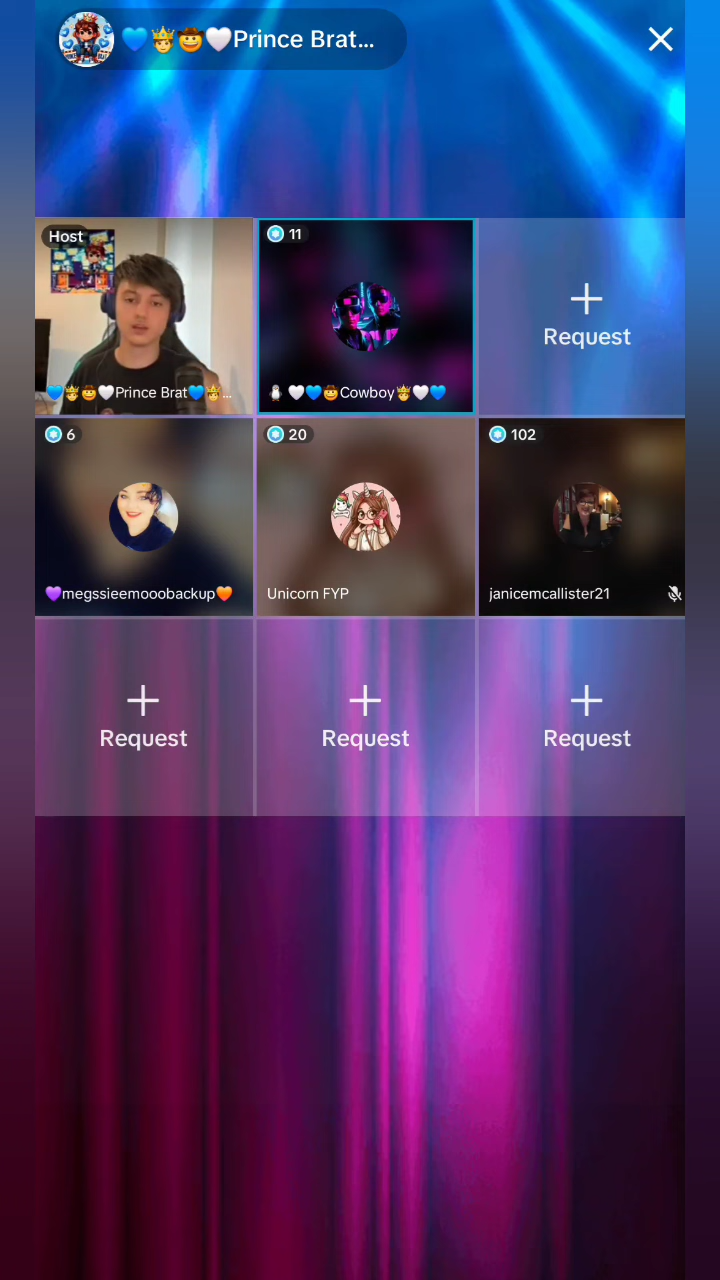 💙🤴🤠🤍Prince Brat...
Host
11
Request
💙🤴🤠🤍Prince Brat💙🤴...
🐧 🤍💙🤠Cowboy🤴🤍💙
6
20
102
💜megssieemooobackup🧡
Unicorn FYP
janicemcallister21
Request
Request
Request